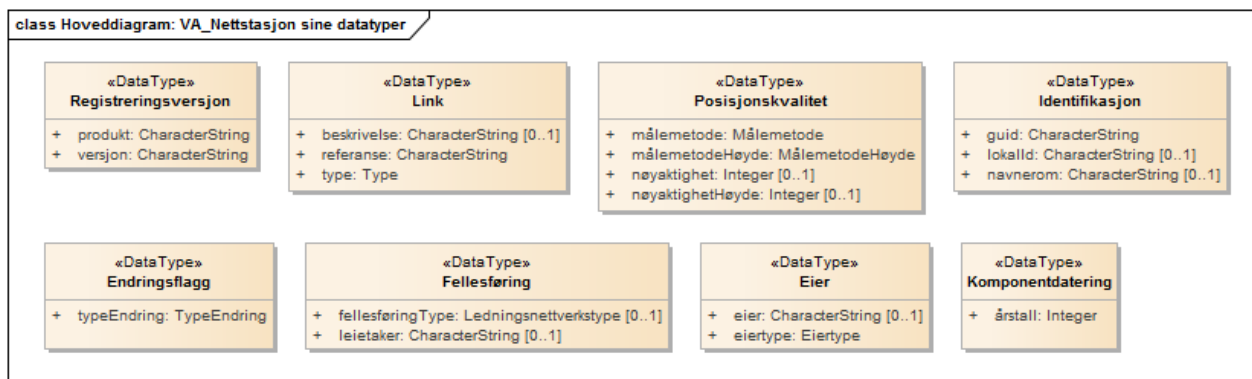 class Hoveddiagram: VA_Nettstasjon sine datatyper
«DataType»
Registreringsversjon
+ produkt: CharacterString
+ versjon: CharacterString
«DataType»
Link
+ beskrivelse: CharacterString [0..1]
+ referanse: CharacterString
+ type: Type
«DataType»
Posisjonskvalitet
+ målemetode: Målemetode
+ målemetodeHøyde: MålemetodeHøyde
+ nøyaktighet: Integer [0..1]
+ nøyaktighetHøyde: Integer [0..1]
«DataType»
Identifikasjon
+ guid: CharacterString
+ lokalId: CharacterString [0..1]
+ navnerom: CharacterString [0..1]
«DataType»
Endringsflagg
+ typeEndring: TypeEndring
«DataType»
Fellesføring
+ fellesføringType: Ledningsnettverkstype [0..1]
+ leietaker: CharacterString [0..1]
«DataType»
Eier
+ eier: CharacterString [0..1]
+ eiertype: Eiertype
«DataType»
Komponentdatering
+ årstall: Integer